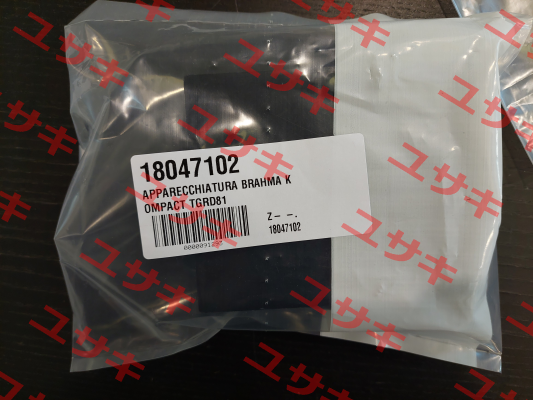 18047102
APPARECCHIATURA BRAHMA K
OMPACT TGRD81
Z- -.
18047102
ユサキ